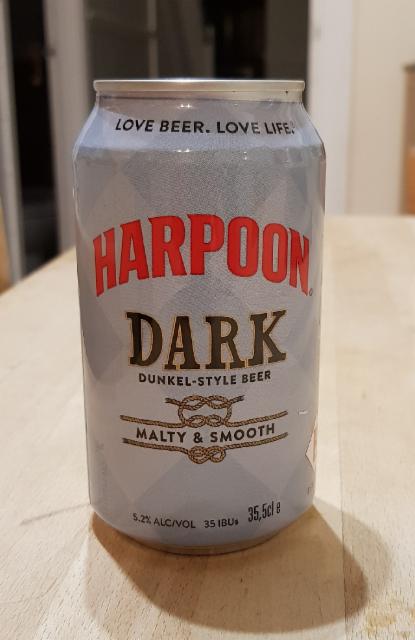 LOVE BEER. LOVE LIFE.®
HARPOON®
DARK
DUNKEL-STYLE BEER
MALTY & SMOOTH
5.2% ALC/VOL 35 IBUs 35,5cl e